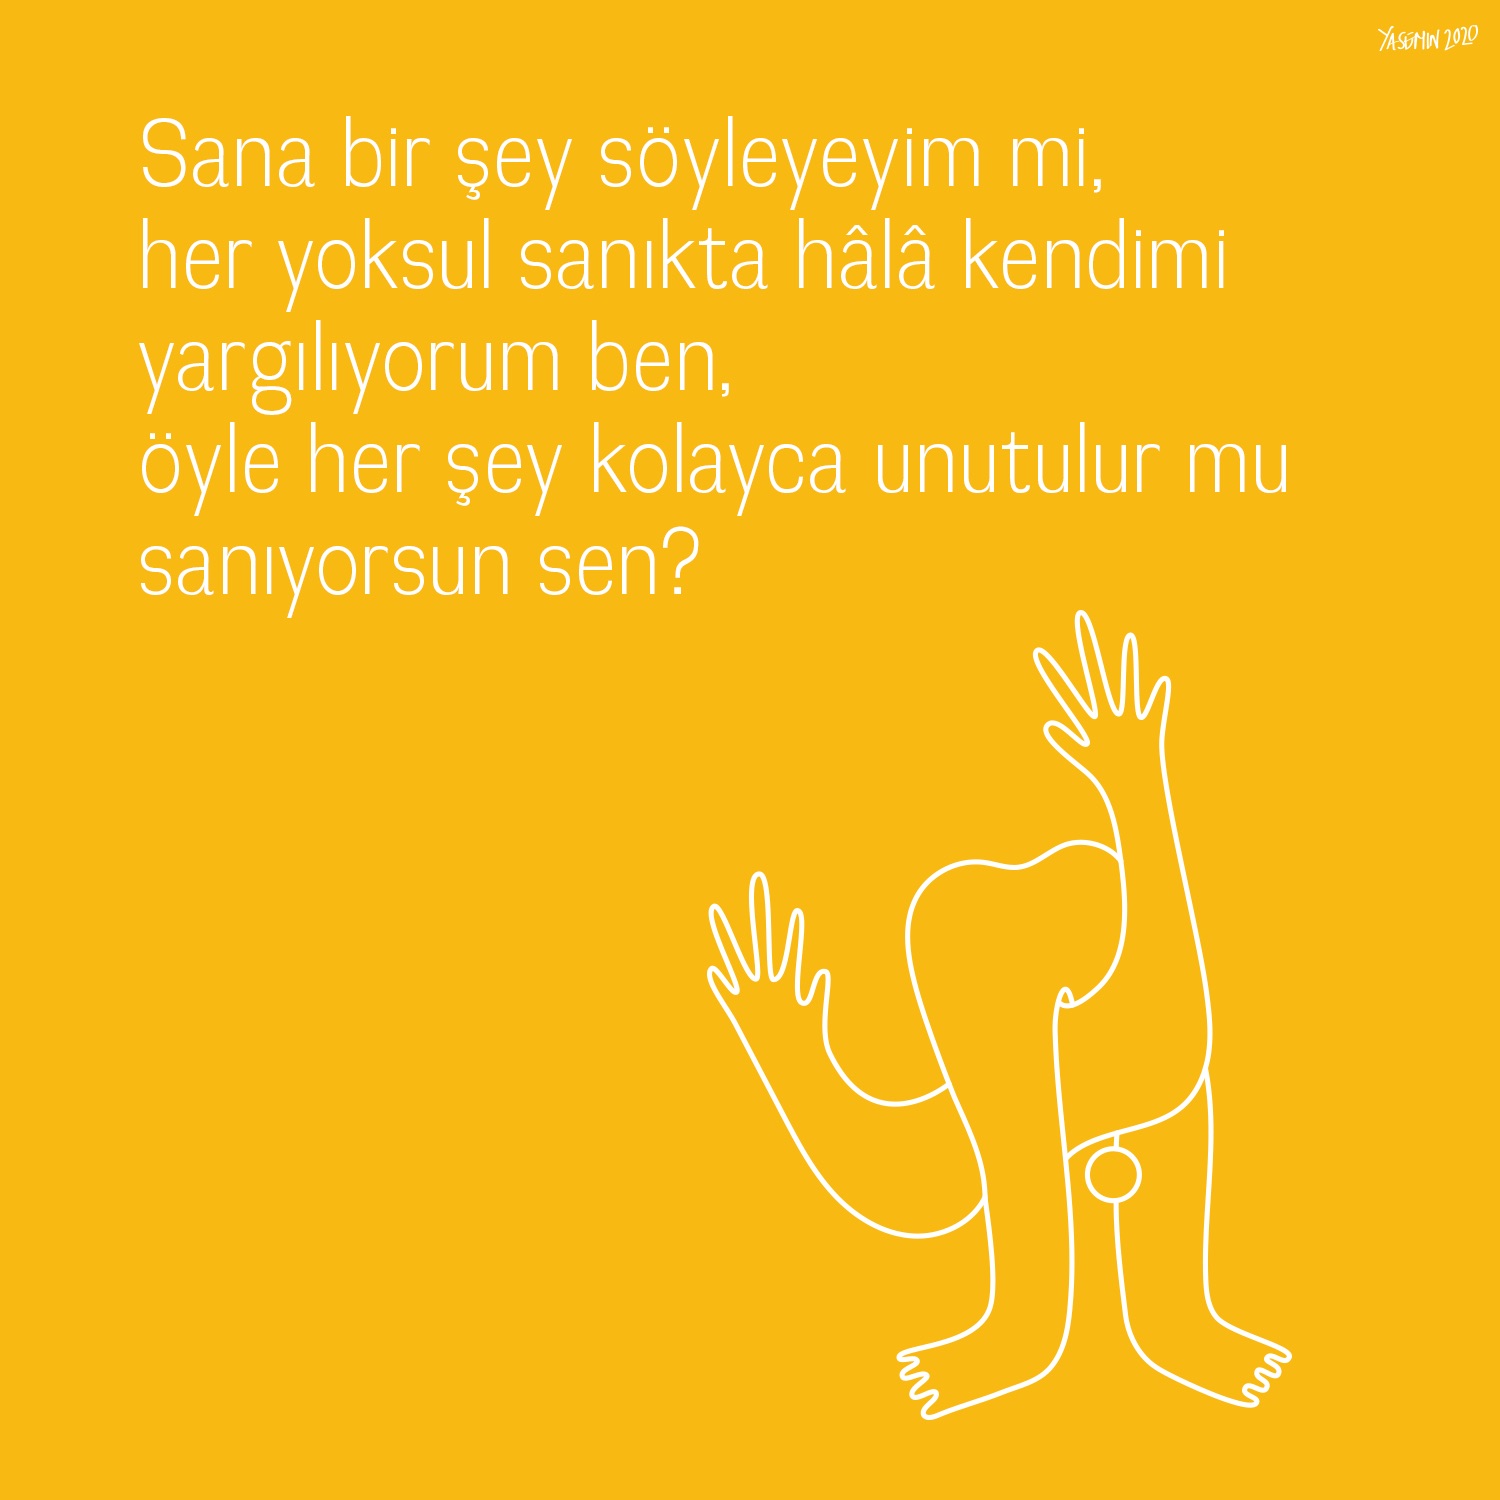 YASEMIN 2020
Sana bir şey söyleyeyim mi,
her yoksul sanıkta hâlâ kendimi
yargılıyorum ben,
öyle her şey kolayca unutulur mu
sanıyorsun sen?